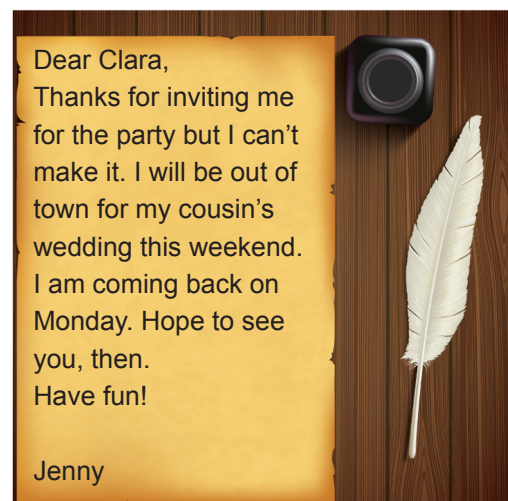 Dear Clara,
Thanks for inviting me
for the party but I can’t
make it. I will be out of
town for my cousin’s
wedding this weekend.
I am coming back on
Monday. Hope to see
you, then.
Have fun!
Jenny